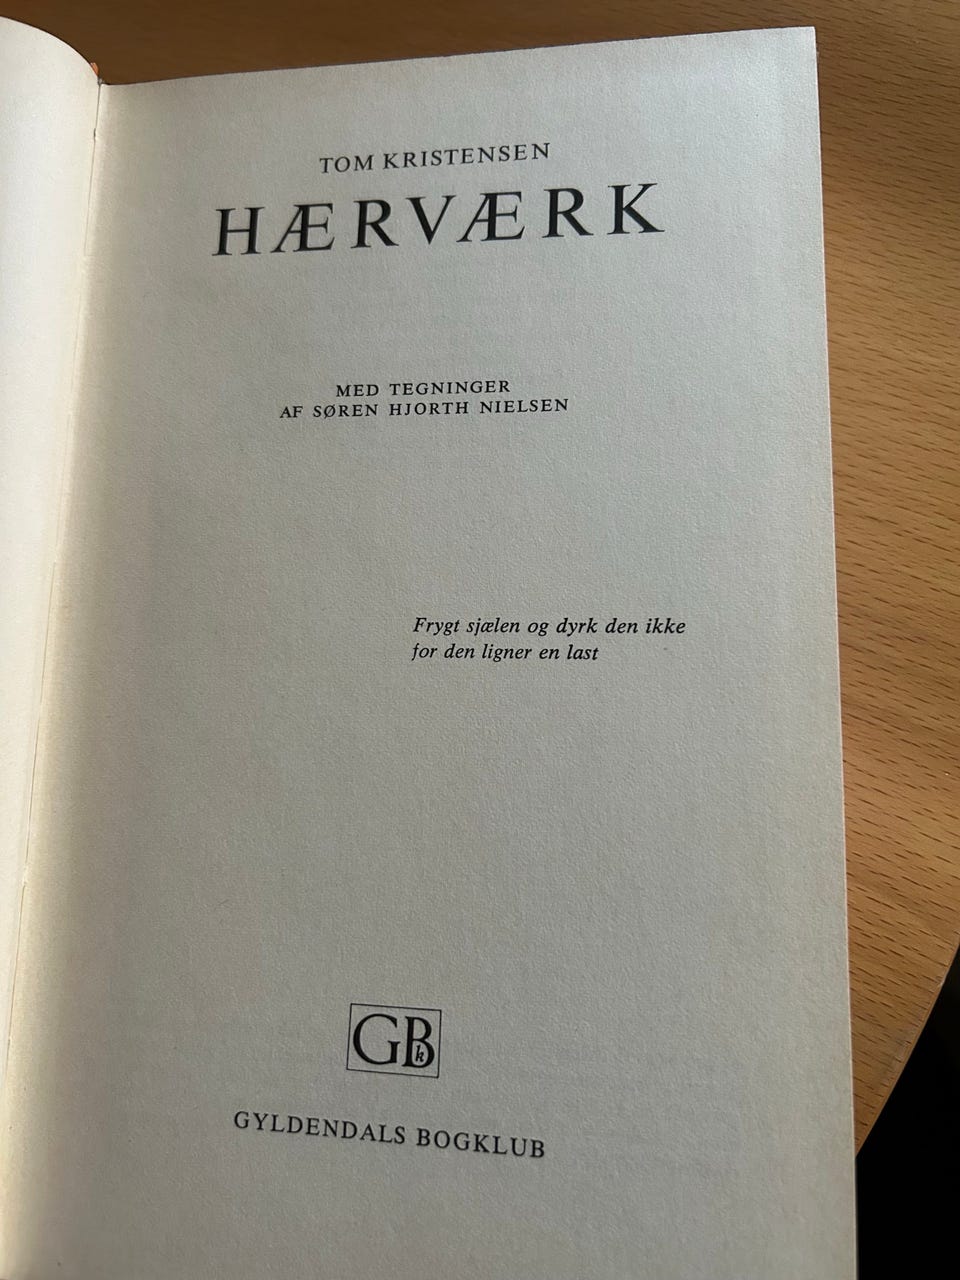 TOM KRISTENSEN
HÆRVÆRK
MED TEGNINGER
AF SØREN HJORTH NIELSEN
Frygt sjælen og dyrk den ikke
for den ligner en last
GBk
GYLDENDALS BOGKLUB